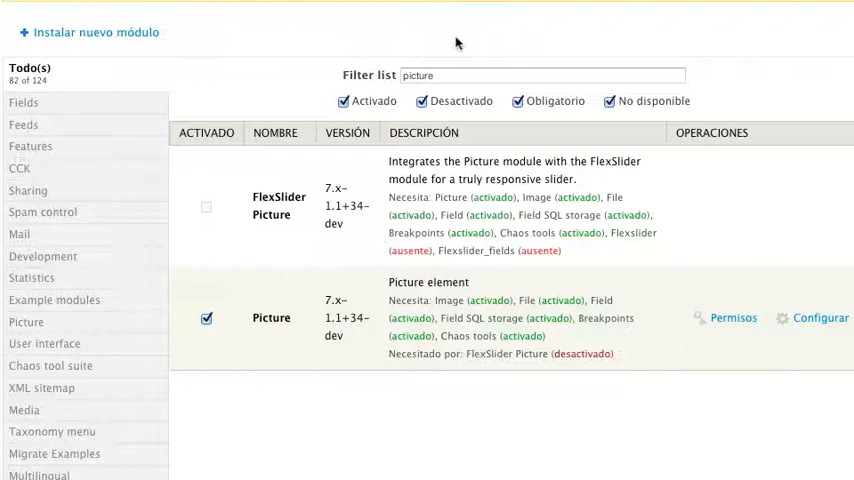 + Instalar nuevo módulo
Todo(s)
82 of 124
Fields
Feeds
Features
CCK
Sharing
Spam control
Mail
Development
Statistics
Example modules
Picture
User interface
Chaos tool suite
XML sitemap
Media
Taxonomy menu
Migrate Examples
Multilingual
Filter list picture
Activado Desactivado Obligatorio No disponible
ACTIVADO NOMBRE VERSIÓN DESCRIPCIÓN OPERACIONES
FlexSlider
Picture
7.x-
1.1+34-
dev
Integrates the Picture module with the FlexSlider
module for a truly responsive slider.
Necesita: Picture (activado), Image (activado), File
(activado), Field (activado), Field SQL storage (activado),
Breakpoints (activado), Chaos tools (activado), Flexslider
(ausente), Flexslider_fields (ausente)
Picture
7.x-
1.1+34-
dev
Picture element
Necesita: Image (activado), File (activado), Field
(activado), Field SQL storage (activado), Breakpoints
(activado), Chaos tools (activado)
Necesitado por: FlexSlider Picture (desactivado)
Permisos Configurar